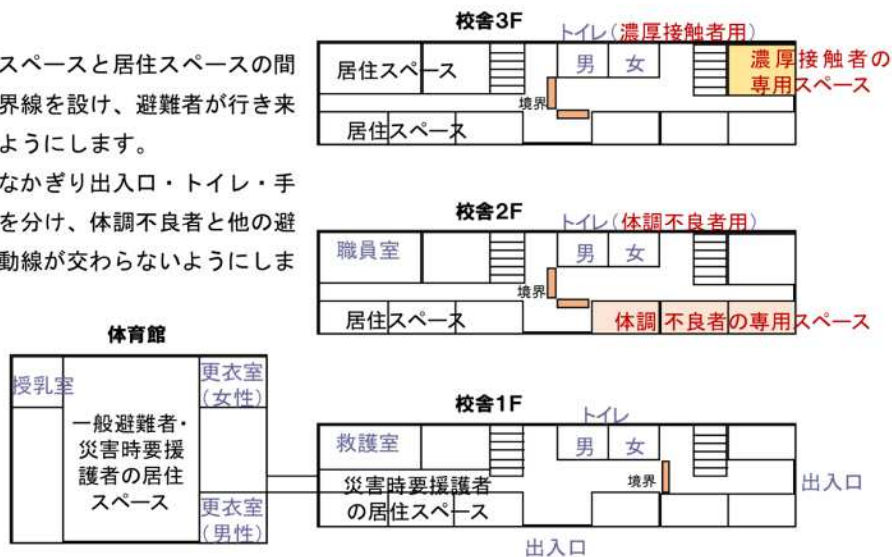 スペースと居住スペースの間
界線を設け、避難者が行き来
ようにします。
なかぎり出入口・トイレ・手
を分け、体調不良者と他の避
動線が交わらないようにしま
校舎3F
トイレ（濃厚接触者用）
居住スペース
男
女
濃厚接触者の
専用スペース
境界
居住スペース
校舎2F
トイレ（体調不良者用）
職員室
男
女
境界
居住スペース
体調不良者の専用スペース
体育館
授乳室
更衣室
（女性）
一般避難者・
災害時要援
護者の居住
スペース
更衣室
（男性）
校舎1F
トイレ
救護室
男
女
境界
災害時要援護者
の居住スペース
出入口
出入口